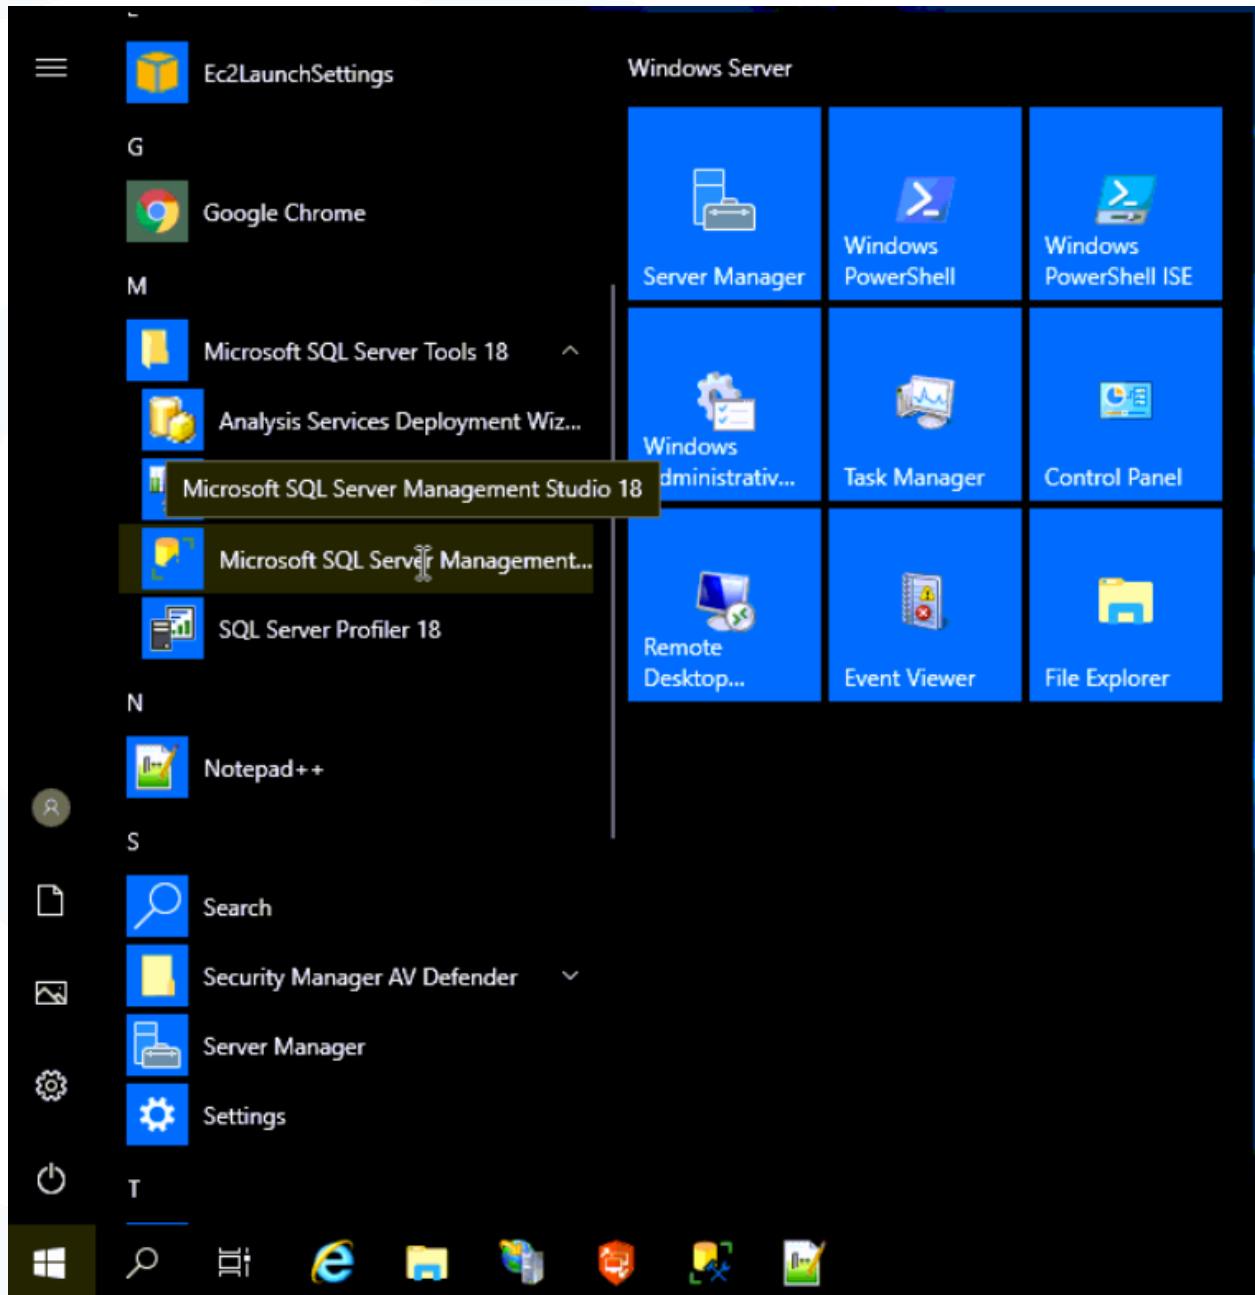 Ec2LaunchSettings
G
Google Chrome
M
Microsoft SQL Server Tools 18
Analysis Services Deployment Wiz...
Microsoft SQL Server Management Studio 18
Microsoft SQL Server Management...
SQL Server Profiler 18
N
Notepad++
S
Search
Security Manager AV Defender
Server Manager
Settings
T
Windows Server
Server Manager
Windows
PowerShell
Windows
PowerShell ISE
Windows
dministrativ...
Task Manager
Control Panel
Remote
Desktop...
Event Viewer
File Explorer